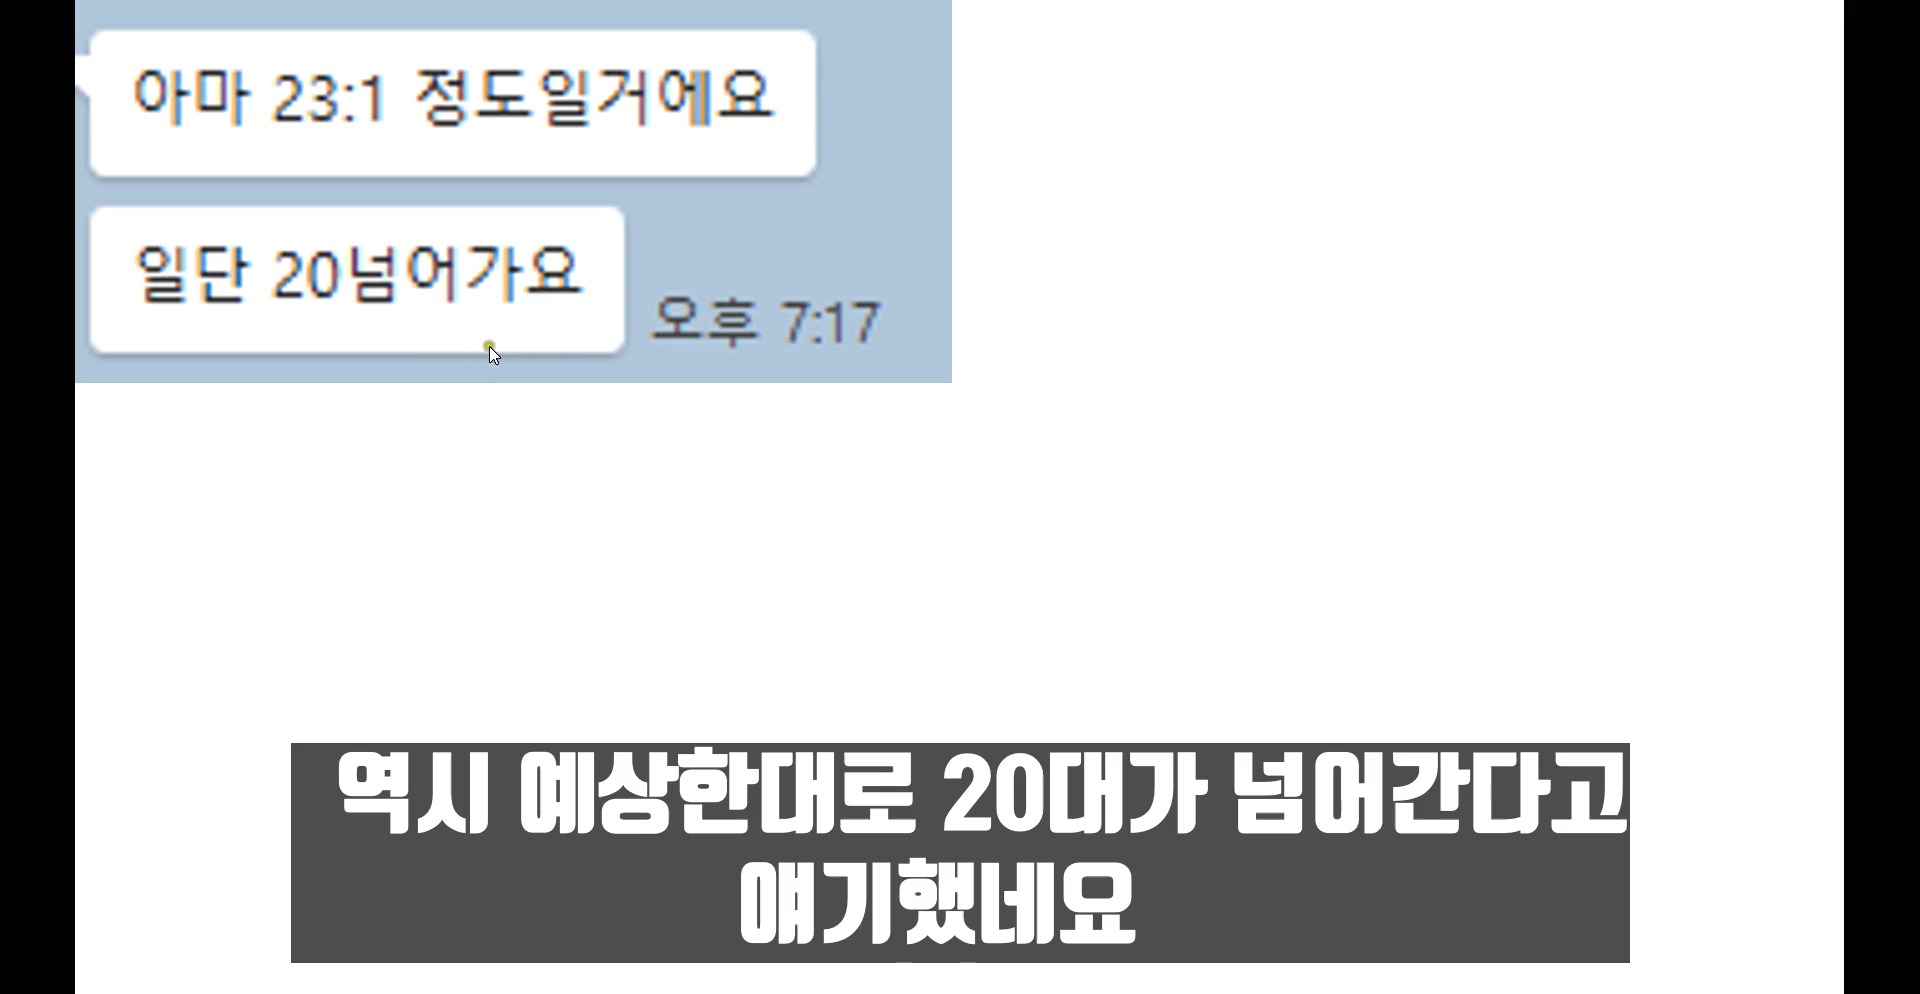 아마 23:1 정도일거에요
일단 20넘어가요
오후 7:17
역시 예상한대로 20대가 넘어간다고
얘기했네요